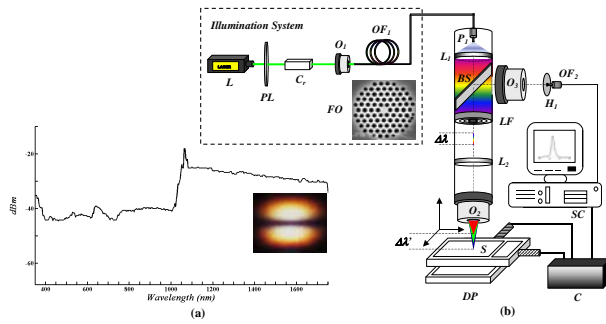 Illumination System
LASER
L
PL
Cr
O1
OF1
FO
P1
L1
BS
O3
OF2
H1
LF
Δλ
L2
O2
Δλ'
S
DP
SC
C
(b)
dBm
-20
-40
-60
400 600 800 1000 1200 1400 1600
Wavelength (nm)
(a)